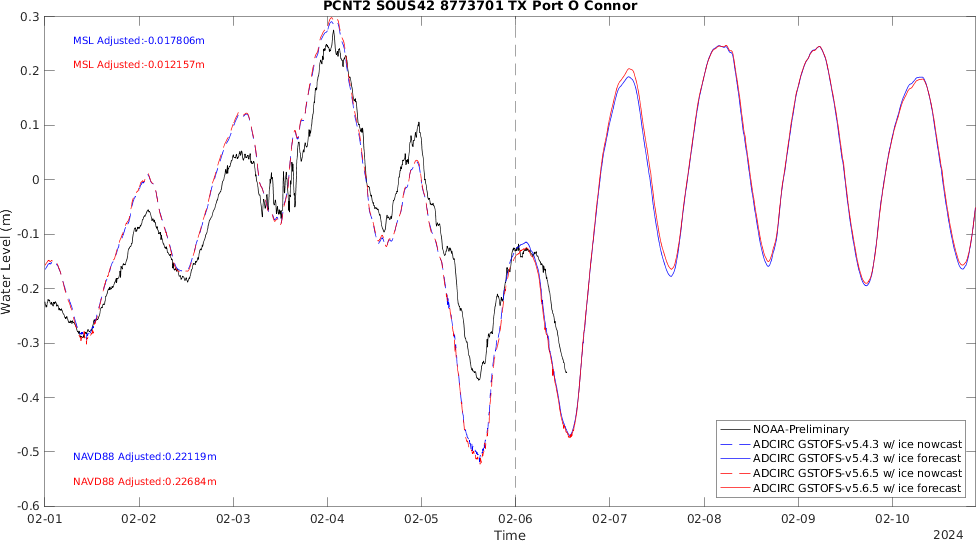 PCNT2 SOUS42 8773701 TX Port O Connor
MSL Adjusted:-0.017806m
MSL Adjusted:-0.012157m
Water Level (m)
0.3
0.2
0.1
0
-0.1
-0.2
-0.3
-0.4
-0.5
-0.6
NAVD88 Adjusted:0.22119m
NAVD88 Adjusted:0.22684m
NOAA-Preliminary
ADCIRC GSTOFS-v5.4.3 w/ ice nowcast
ADCIRC GSTOFS-v5.4.3 w/ ice forecast
ADCIRC GSTOFS-v5.6.5 w/ ice nowcast
ADCIRC GSTOFS-v5.6.5 w/ ice forecast
02-01 02-02 02-03 02-04 02-05 02-06 02-07 02-08 02-09 02-10
Time
2024